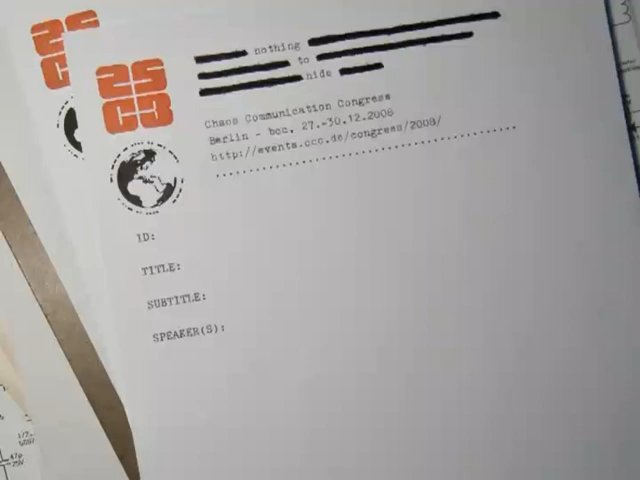 25
C3
nothing
to
hide
Chaos Communication Congress
Berlin - bcc, 27.-30.12.2008
http://events.ccc.de/congress/2008/
ID:
TITLE:
SUBTITLE:
SPEAKER(S):